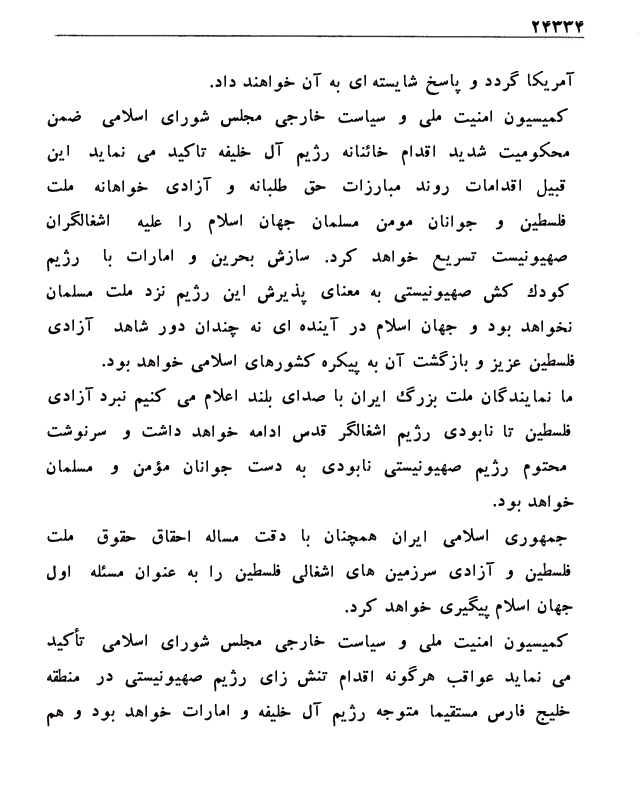 ۲۴۳۳۴
آمریکا گردد و پاسخ شایسته ای به آن خواهند داد.
کمیسیون امنیت ملی و سیاست خارجی مجلس شورای اسلامی ضمن
محکومیت شدید اقدام خائنانه رژیم آل خلیفه تاکید می نماید این
قبیل اقدامات روند مبارزات حق طلبانه و آزادی خواهانه ملت
فلسطین و جوانان مومن مسلمان جهان اسلام را علیه اشغالگران
صهیونیست تسریع خواهد کرد. سازش بحرین و امارات با رژیم
کودك کش صهیونیستی به معنای پذیرش این رژیم نزد ملت مسلمان
نخواهد بود و جهان اسلام در آینده ای نه چندان دور شاهد آزادی
فلسطین عزیز و بازگشت آن به پیکره کشورهای اسلامی خواهد بود.
ما نمایندگان ملت بزرگ ایران با صدای بلند اعلام می کنیم نبرد آزادی
فلسطین تا نابودی رژیم اشغالگر قدس ادامه خواهد داشت و سرنوشت
محتوم رژیم صهیونیستی نابودی به دست جوانان مؤمن و مسلمان
خواهد بود.
جمهوری اسلامی ایران همچنان با دقت مساله احقاق حقوق ملت
فلسطین و آزادی سرزمین های اشغالی فلسطین را به عنوان مسئله اول
جهان اسلام پیگیری خواهد کرد.
کمیسیون امنیت ملی و سیاست خارجی مجلس شورای اسلامی تأکید
می نماید عواقب هرگونه اقدام تنش زای رژیم صهیونیستی در منطقه
خلیج فارس مستقیما متوجه رژیم آل خلیفه و امارات خواهد بود و هم